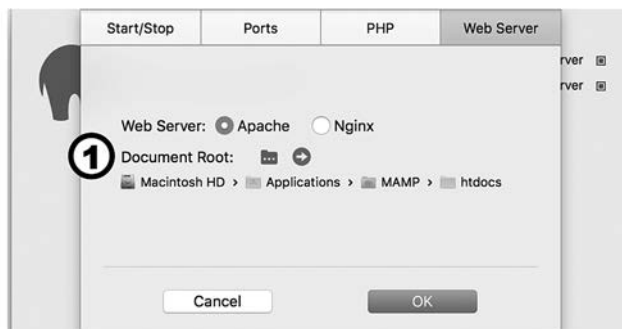 Start/Stop Ports PHP Web Server
rver
rver
Web Server: Apache Nginx
1 Document Root:
Macintosh HD > Applications > MAMP > htdocs
Cancel OK